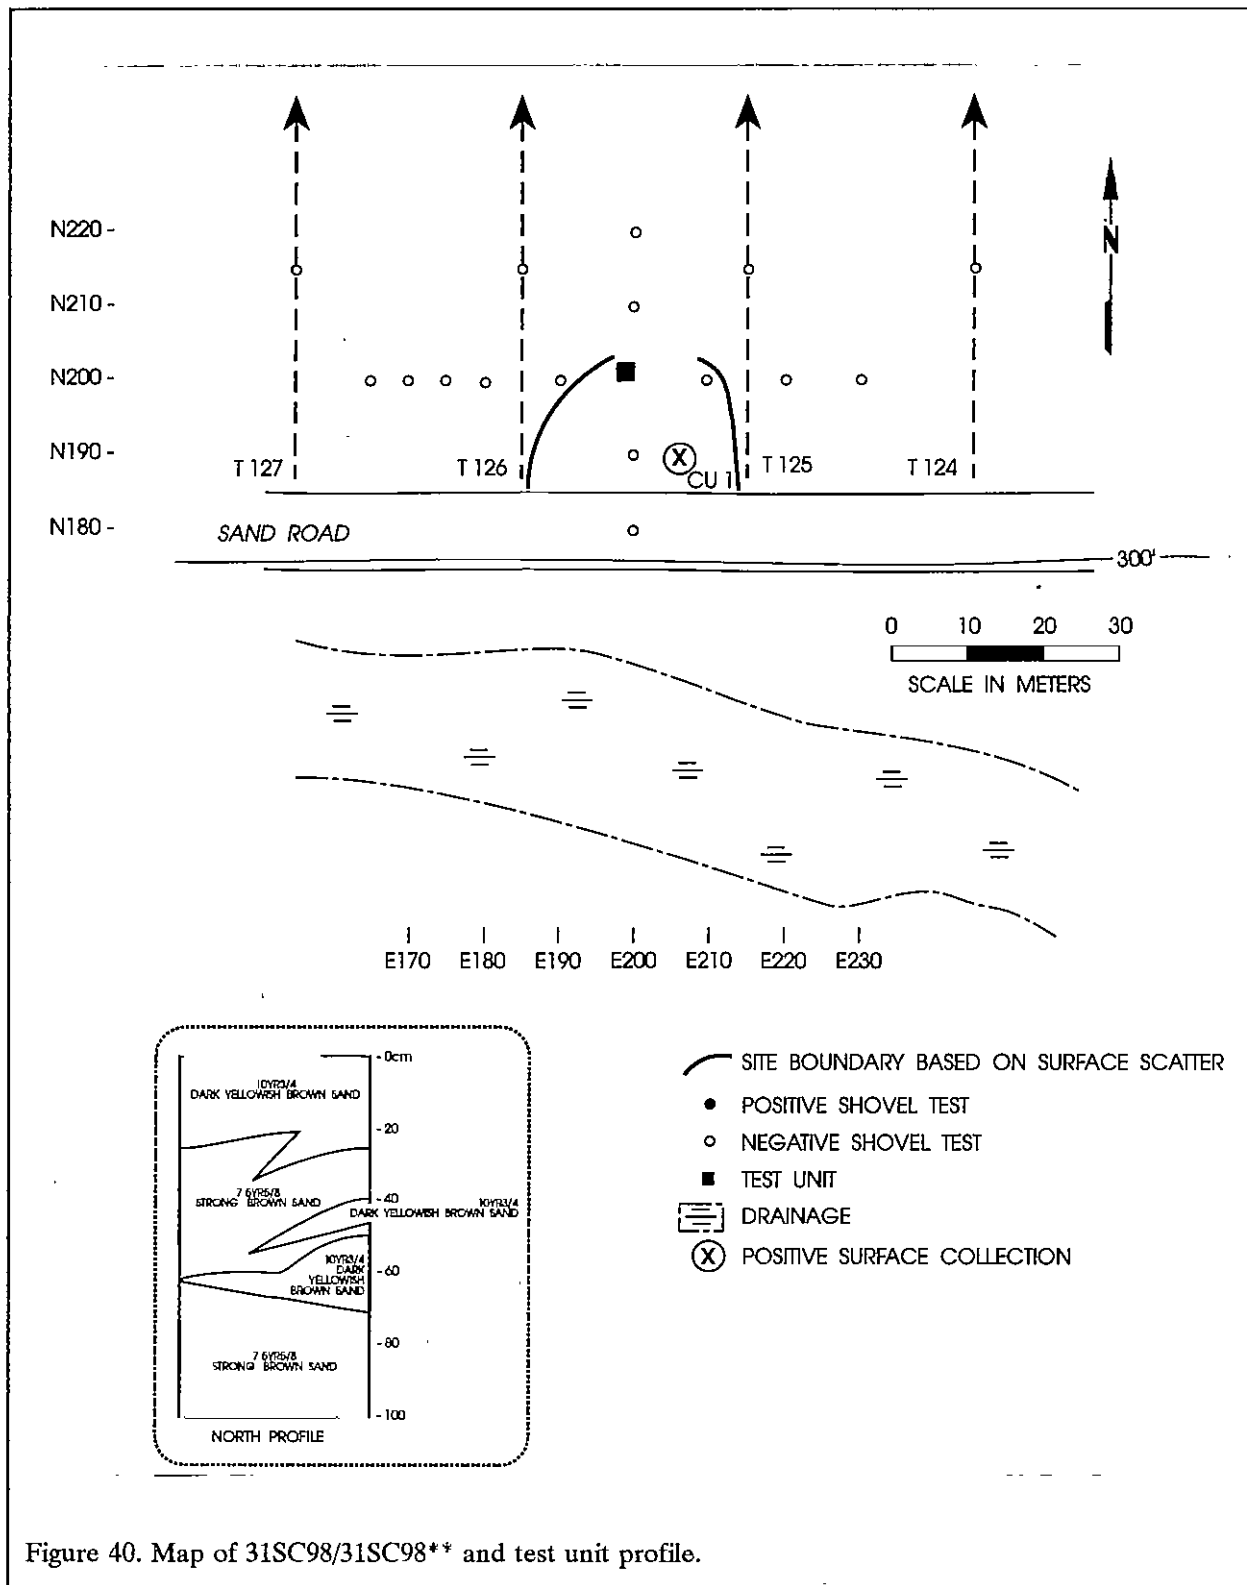 N220 -
N210 -
N200 -
N190 -
N180 -
N
T 127
T 126
CU 1
T 125
T 124
SAND ROAD
300'
0 10 20 30
SCALE IN METERS
E170 E180 E190 E200 E210 E220 E230
- 0cm
10YR3/4
DARK YELLOWISH BROWN SAND
- 20
7 5YR5/8
STRONG BROWN SAND
- 40
10YR3/4
DARK YELLOWISH BROWN SAND
10YR3/4
DARK
YELLOWISH
BROWN SAND
- 60
- 80
7 5YR5/8
STRONG BROWN SAND
- 100
NORTH PROFILE
SITE BOUNDARY BASED ON SURFACE SCATTER
POSITIVE SHOVEL TEST
NEGATIVE SHOVEL TEST
TEST UNIT
DRAINAGE
X POSITIVE SURFACE COLLECTION
Figure 40. Map of 31SC98/31SC98** and test unit profile.